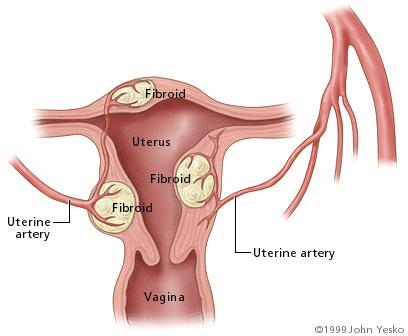 Fibroid
Uterus
Fibroid
Fibroid
Uterine
artery
Uterine artery
Vagina
©1999 John Yesko